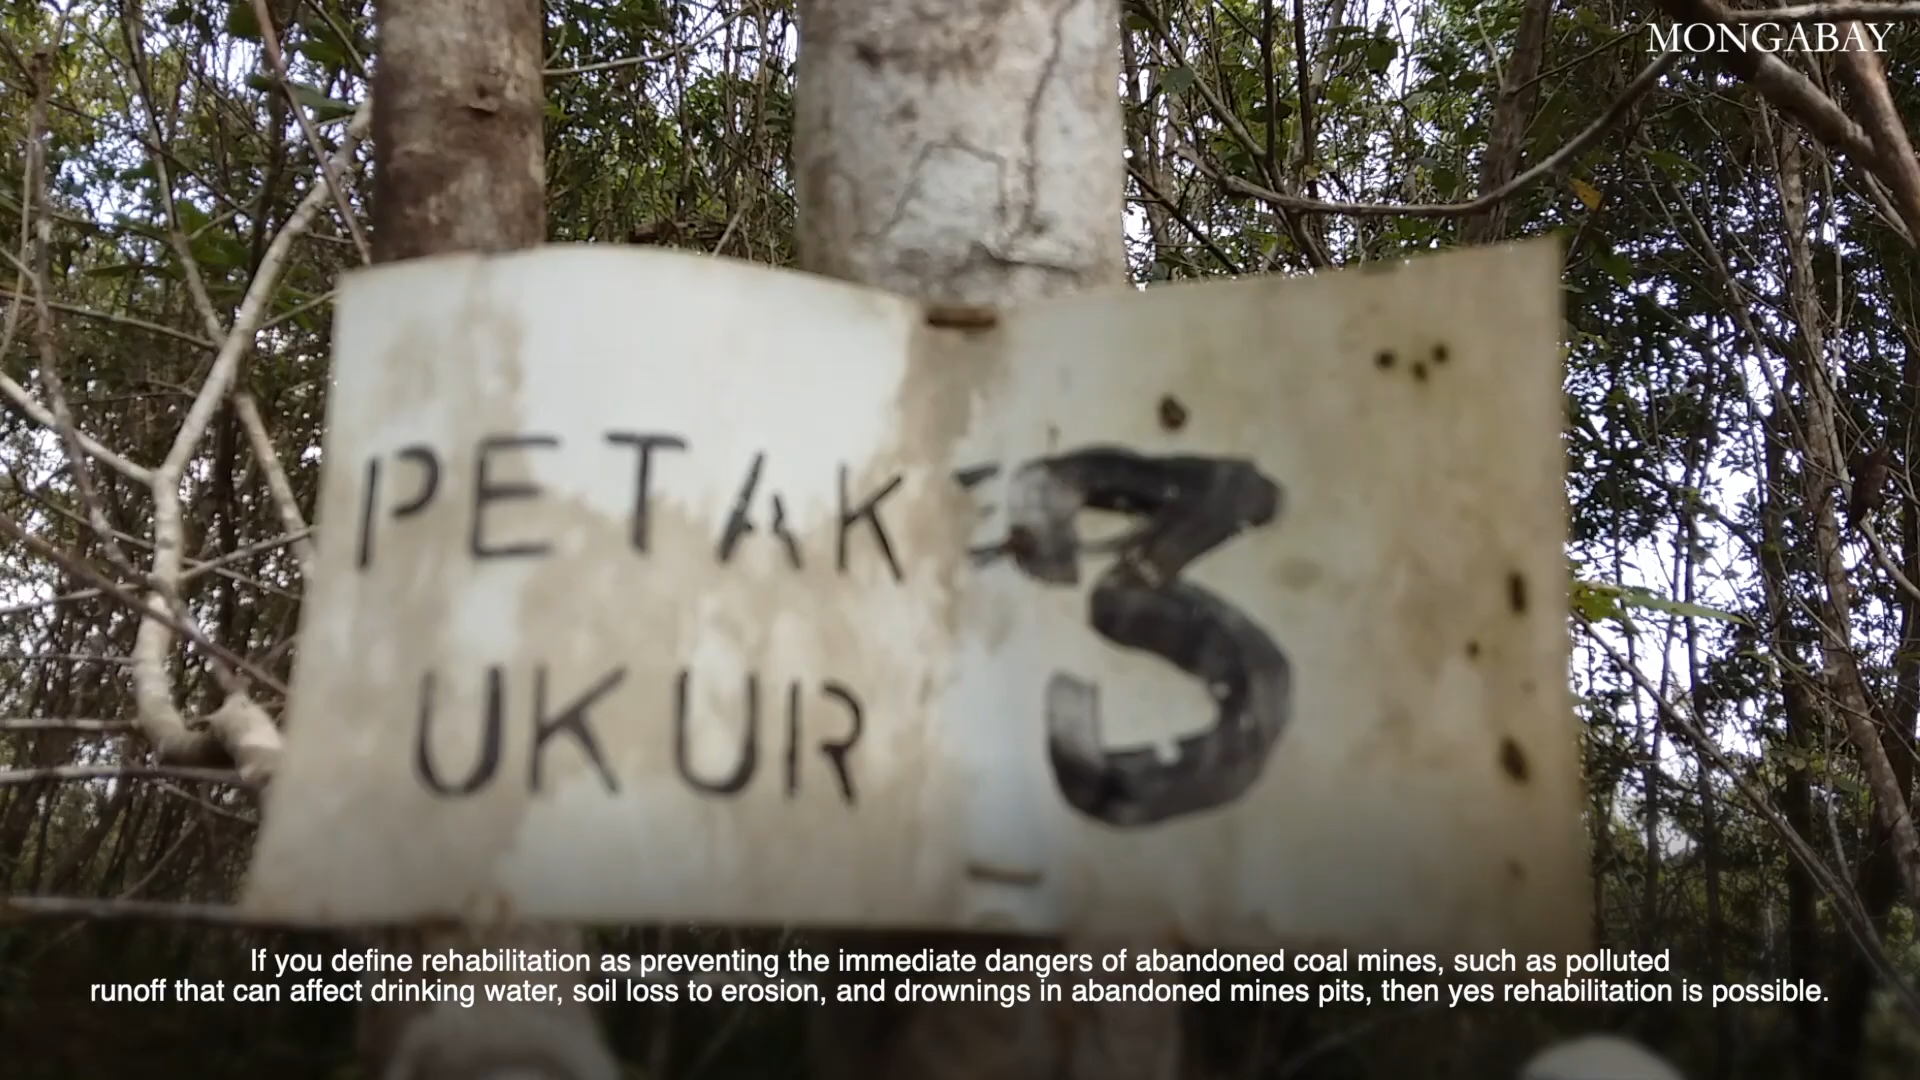 MONGABAY
PETAK 3
UKUR
If you define rehabilitation as preventing the immediate dangers of abandoned coal mines, such as polluted
runoff that can affect drinking water, soil loss to erosion, and drownings in abandoned mines pits, then yes rehabilitation is possible.